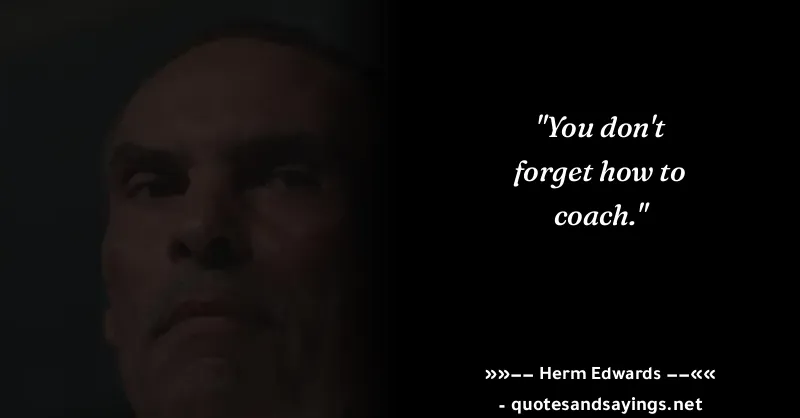 "You don't
forget how to
coach."
»»–– Herm Edwards ––««
- quotesandsayings.net